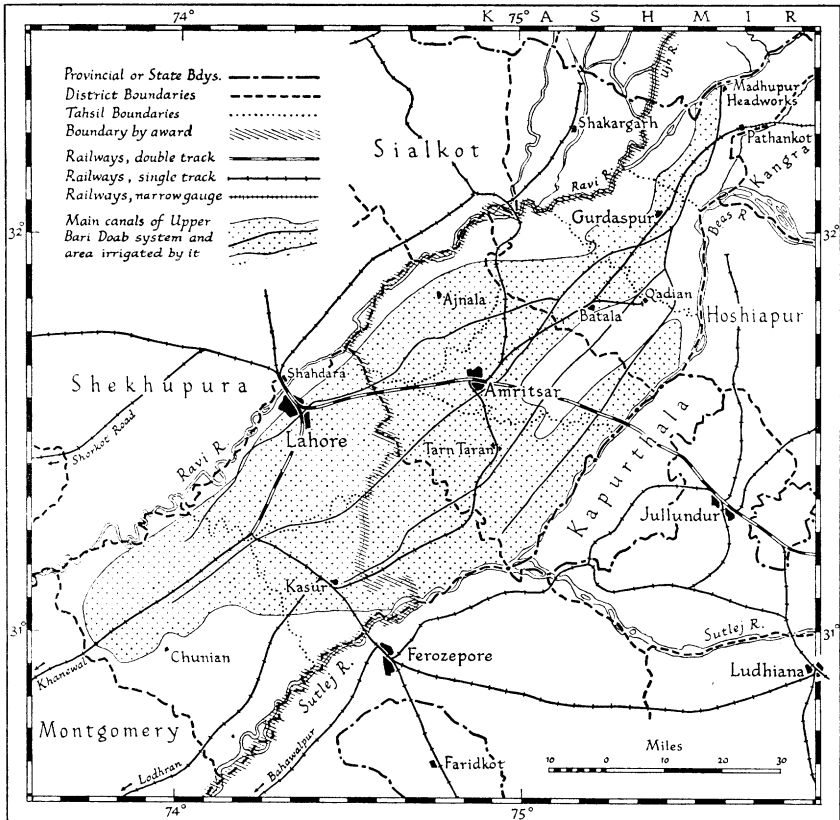 74°
75°
K A S H M I R
Provincial or State Bdys.
District Boundaries
Tahsil Boundaries
Boundary by award
Railways, double track
Railways, single track
Railways, narrow gauge
Main canals of Upper
Bari Doab system and
area irrigated by it
Ujh R.
Madhupur
Headworks
Shakargarh
Pathankot
Sialkot
Kangra
Ravi R.
Gurdaspur
Beas R.
32°
32°
Ajnala
Qadian
Batala
Hoshiapur
Shahdara
Shekhupura
Amritsar
Lahore
Kapurthala
Tarn Taran
Shorkot Road
Ravi R.
Jullundur
Kasur
31°
31°
Sutlej R.
Chunian
Ferozepore
Ludhiana
Khanewal
Sutlej R.
Montgomery
Miles
10 0 10 20 30
Lodhran
Bahawalpur
Faridkot
74°
75°